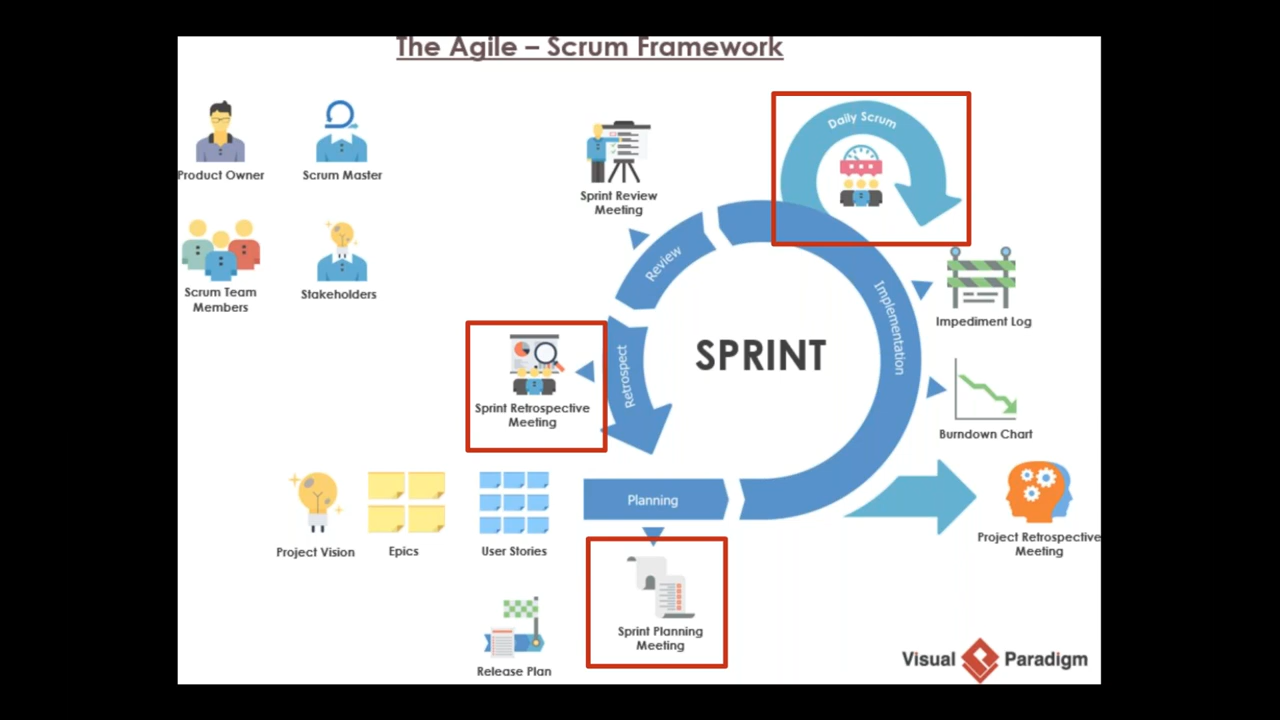 The Agile – Scrum Framework
Product Owner
Scrum Master
Scrum Team
Members
Stakeholders
Sprint Review
Meeting
Daily Scrum
Review
Implementation
Impediment Log
SPRINT
Retrospect
Sprint Retrospective
Meeting
Burndown Chart
Project Vision
Epics
User Stories
Planning
Project Retrospective
Meeting
Sprint Planning
Meeting
Release Plan
Visual Paradigm